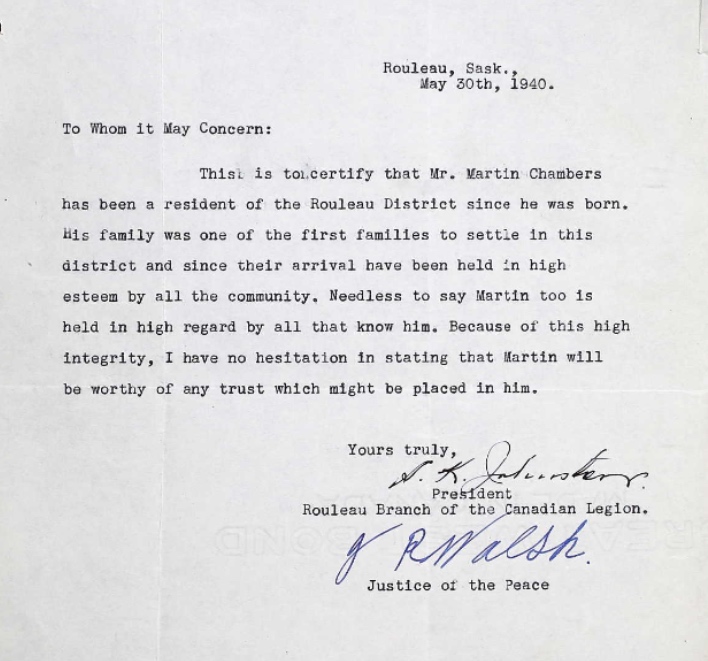 Rouleau, Sask.,
May 30th, 1940.
To Whom it May Concern:
This is to certify that Mr. Martin Chambers
has been a resident of the Rouleau District since he was born.
His family was one of the first families to settle in this
district and since their arrival have been held in high
esteem by all the community. Needless to say Martin too is
held in high regard by all that know him. Because of this high
integrity, I have no hesitation in stating that Martin will
be worthy of any trust which might be placed in him.
Yours truly,
A. K. Johnston.
President
Rouleau Branch of the Canadian Legion.
R Walsh.
Justice of the Peace